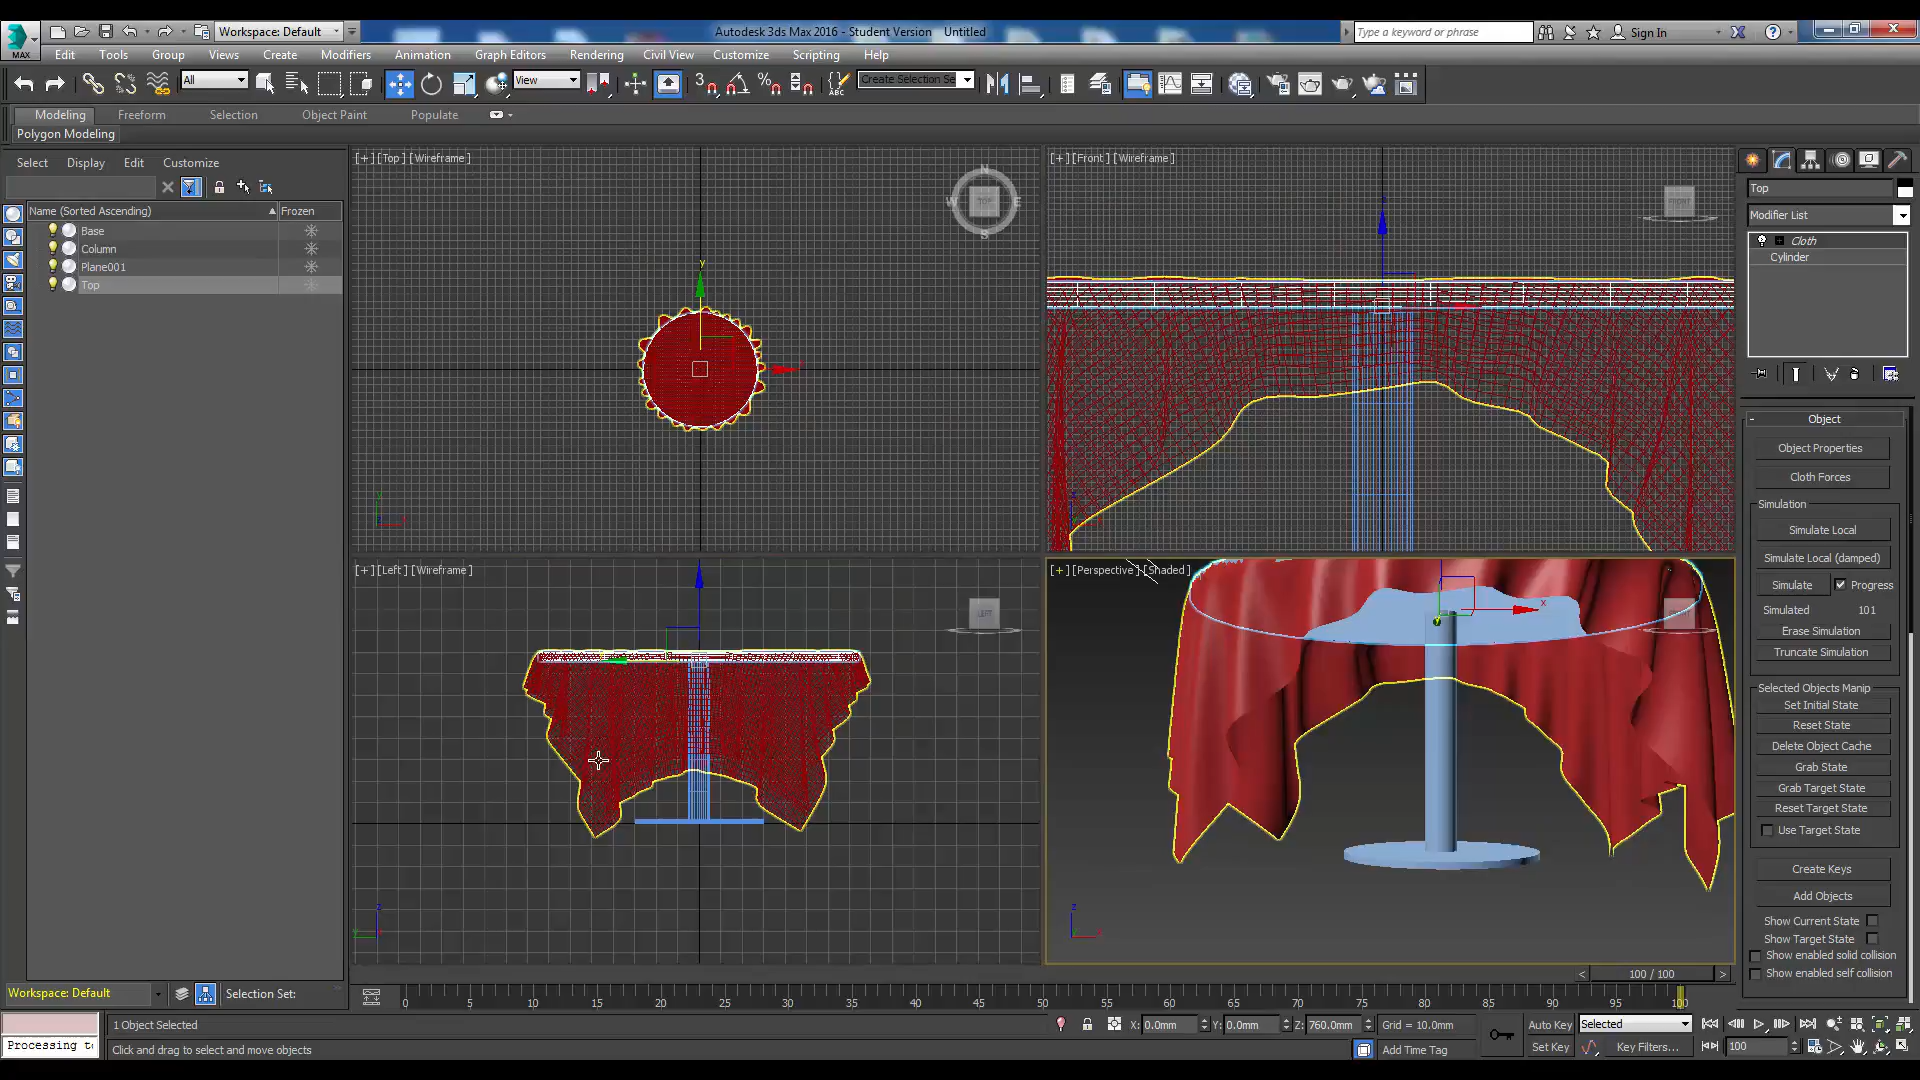 MAX
Workspace: Default
Autodesk 3ds Max 2016 - Student Version Untitled
Type a keyword or phrase
Sign In
Edit Tools Group Views Create Modifiers Animation Graph Editors Rendering Civil View Customize Scripting Help
All
View
3
ABC
Create Selection Se
Modeling Freeform Selection Object Paint Populate
Polygon Modeling
Select Display Edit Customize
Name (Sorted Ascending) Frozen
Base
Column
Plane001
Top
[+] [Top] [Wireframe]
N
W TOP E
S
y
[+] [Front] [Wireframe]
FRONT
[+] [Left] [Wireframe]
LEFT
[+] [Perspective] [Shaded]
x
z
Top
Modifier List
Cloth
Cylinder
Object
Object Properties
Cloth Forces
Simulation
Simulate Local
Simulate Local (damped)
Simulate Progress
Simulated 101
Erase Simulation
Truncate Simulation
Selected Objects Manip
Set Initial State
Reset State
Delete Object Cache
Grab State
Grab Target State
Reset Target State
Use Target State
Create Keys
Add Objects
Show Current State
Show Target State
Show enabled solid collision
Show enabled self collision
100 / 100
Workspace: Default
Selection Set:
0 5 10 15 20 25 30 35 40 45 50 55 60 65 70 75 80 85 90 95 100
1 Object Selected
X: 0.0mm Y: 0.0mm Z: 760.0mm Grid = 10.0mm
Auto Key Selected
Processing t
Click and drag to select and move objects
Add Time Tag
Set Key Key Filters... 100